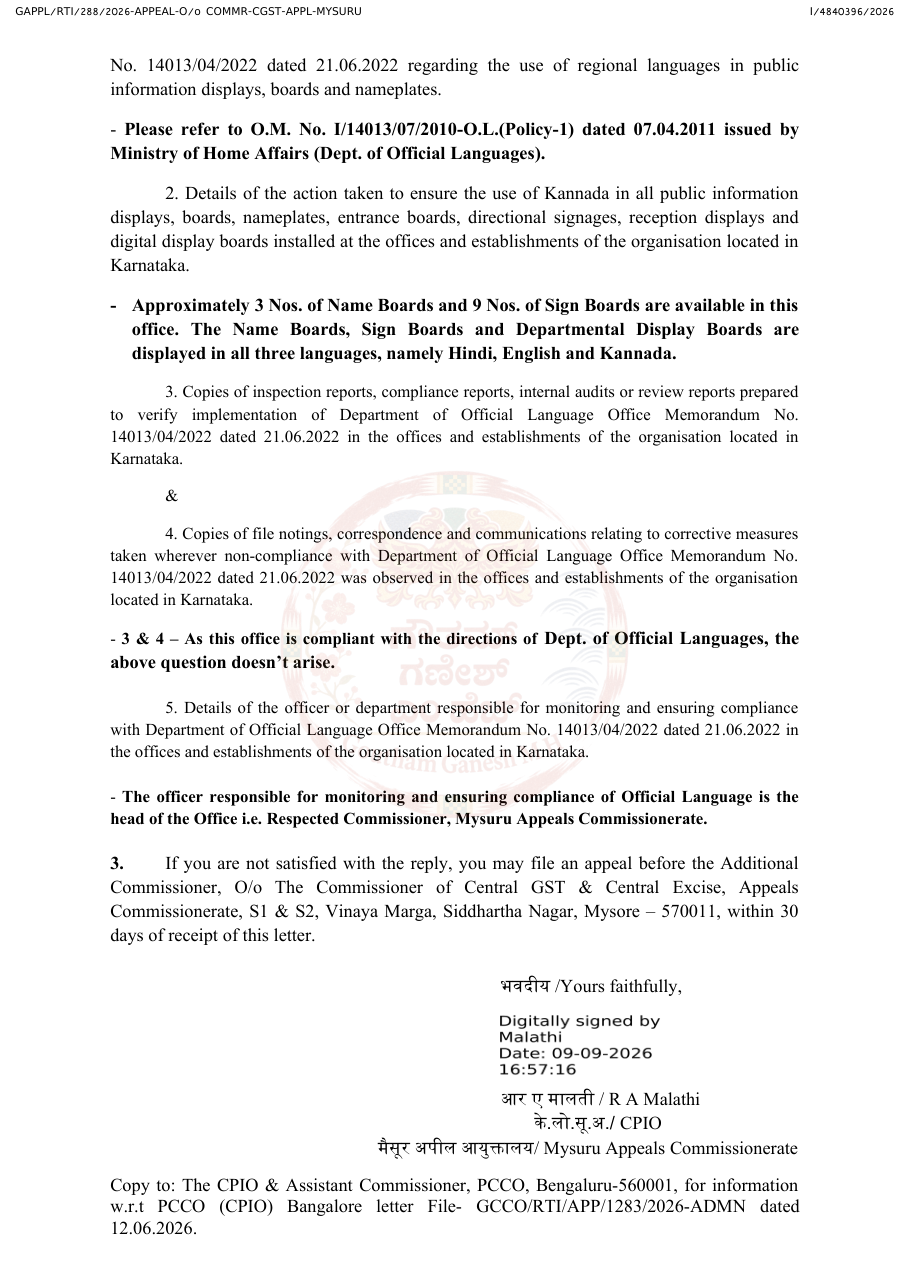 GAPPL/RTI/288/2026-APPEAL-O/o COMMR-CGST-APPL-MYSURU I/4840396/2026
No. 14013/04/2022 dated 21.06.2022 regarding the use of regional languages in public
information displays, boards and nameplates.
- Please refer to O.M. No. I/14013/07/2010-O.L.(Policy-1) dated 07.04.2011 issued by
Ministry of Home Affairs (Dept. of Official Languages).
2. Details of the action taken to ensure the use of Kannada in all public information
displays, boards, nameplates, entrance boards, directional signages, reception displays and
digital display boards installed at the offices and establishments of the organisation located in
Karnataka.
- Approximately 3 Nos. of Name Boards and 9 Nos. of Sign Boards are available in this
office. The Name Boards, Sign Boards and Departmental Display Boards are
displayed in all three languages, namely Hindi, English and Kannada.
3. Copies of inspection reports, compliance reports, internal audits or review reports prepared
to verify implementation of Department of Official Language Office Memorandum No.
14013/04/2022 dated 21.06.2022 in the offices and establishments of the organisation located in
Karnataka.
&
4. Copies of file notings, correspondence and communications relating to corrective measures
taken wherever non-compliance with Department of Official Language Office Memorandum No.
14013/04/2022 dated 21.06.2022 was observed in the offices and establishments of the organisation
located in Karnataka.
- 3 & 4 – As this office is compliant with the directions of Dept. of Official Languages, the
above question doesn’t arise.
ಗೌತಮ್
ಗಣೇಶ್
5. Details of the officer or department responsible for monitoring and ensuring compliance
with Department of Official Language Office Memorandum No. 14013/04/2022 dated 21.06.2022 in
the offices and establishments of the organisation located in Karnataka.
Gautham Ganesh M H
- The officer responsible for monitoring and ensuring compliance of Official Language is the
head of the Office i.e. Respected Commissioner, Mysuru Appeals Commissionerate.
3. If you are not satisfied with the reply, you may file an appeal before the Additional
Commissioner, O/o The Commissioner of Central GST & Central Excise, Appeals
Commissionerate, S1 & S2, Vinaya Marga, Siddhartha Nagar, Mysore – 570011, within 30
days of receipt of this letter.
भवदीय /Yours faithfully,
Digitally signed by
Malathi
Date: 09-09-2026
16:57:16
आर ए मालती / R A Malathi
के.लो.सू.अ./ CPIO
मैसूर अपील आयुक्तालय/ Mysuru Appeals Commissionerate
Copy to: The CPIO & Assistant Commissioner, PCCO, Bengaluru-560001, for information
w.r.t PCCO (CPIO) Bangalore letter File- GCCO/RTI/APP/1283/2026-ADMN dated
12.06.2026.